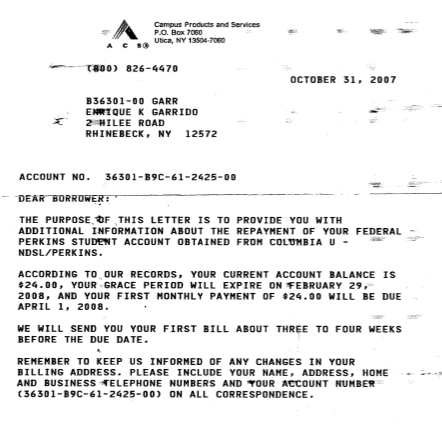 Campus Products and Services
P.O. Box 7060
Utica, NY 13504-7060
A C S®
(800) 826-4470
OCTOBER 31, 2007
B36301-00 GARR
ENRIQUE K GARRIDO
2 HILEE ROAD
RHINEBECK, NY 12572
ACCOUNT NO. 36301-B9C-61-2425-00
DEAR BORROWER:
THE PURPOSE OF THIS LETTER IS TO PROVIDE YOU WITH
ADDITIONAL INFORMATION ABOUT THE REPAYMENT OF YOUR FEDERAL
PERKINS STUDENT ACCOUNT OBTAINED FROM COLUMBIA U -
NDSL/PERKINS.
ACCORDING TO OUR RECORDS, YOUR CURRENT ACCOUNT BALANCE IS
$24.00, YOUR GRACE PERIOD WILL EXPIRE ON FEBRUARY 29,
2008, AND YOUR FIRST MONTHLY PAYMENT OF $24.00 WILL BE DUE
APRIL 1, 2008.
WE WILL SEND YOU YOUR FIRST BILL ABOUT THREE TO FOUR WEEKS
BEFORE THE DUE DATE.
REMEMBER TO KEEP US INFORMED OF ANY CHANGES IN YOUR
BILLING ADDRESS. PLEASE INCLUDE YOUR NAME, ADDRESS, HOME
AND BUSINESS TELEPHONE NUMBERS AND YOUR ACCOUNT NUMBER
(36301-B9C-61-2425-00) ON ALL CORRESPONDENCE.